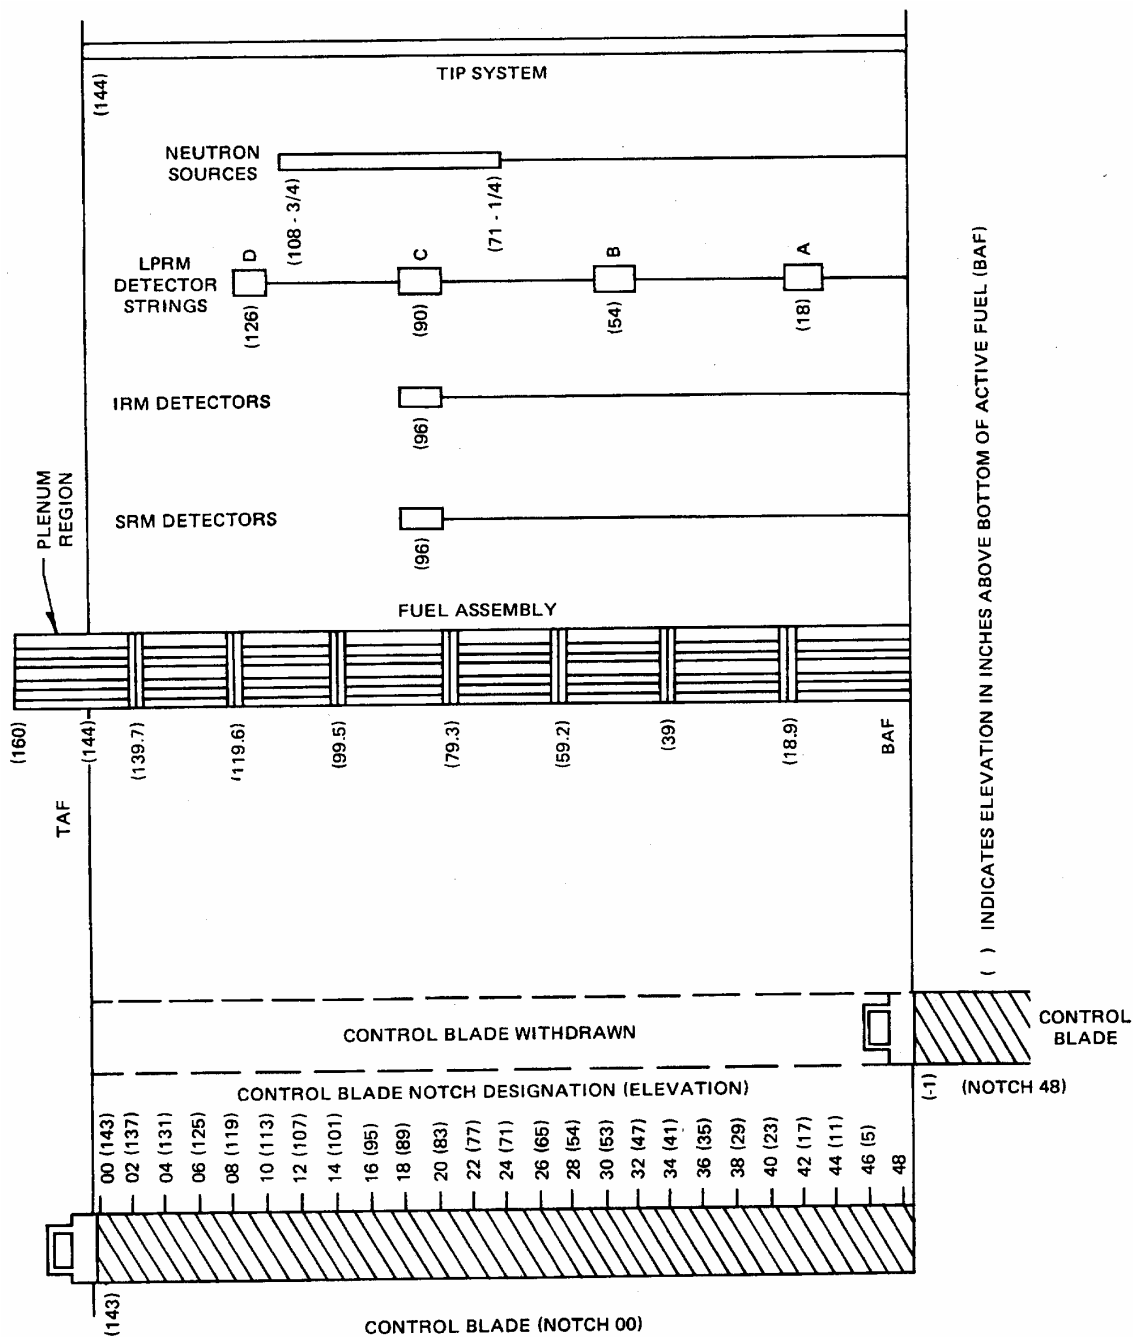 TIP SYSTEM
(144)
NEUTRON
SOURCES
(108 - 3/4)
(71 - 1/4)
LPRM
DETECTOR
STRINGS
D
C
B
A
(126)
(90)
(54)
(18)
IRM DETECTORS
(96)
SRM DETECTORS
(96)
PLENUM
REGION
FUEL ASSEMBLY
(160)
(144)
(139.7)
(119.6)
(99.5)
(79.3)
(59.2)
(39)
(18.9)
BAF
TAF
CONTROL BLADE WITHDRAWN
CONTROL
BLADE
(-1)
(NOTCH 48)
CONTROL BLADE NOTCH DESIGNATION (ELEVATION)
00 (143)
02 (137)
04 (131)
06 (125)
08 (119)
10 (113)
12 (107)
14 (101)
16 (95)
18 (89)
20 (83)
22 (77)
24 (71)
26 (65)
28 (54)
30 (53)
32 (47)
34 (41)
36 (35)
38 (29)
40 (23)
42 (17)
44 (11)
46 (5)
48
(143)
CONTROL BLADE (NOTCH 00)
( ) INDICATES ELEVATION IN INCHES ABOVE BOTTOM OF ACTIVE FUEL (BAF)